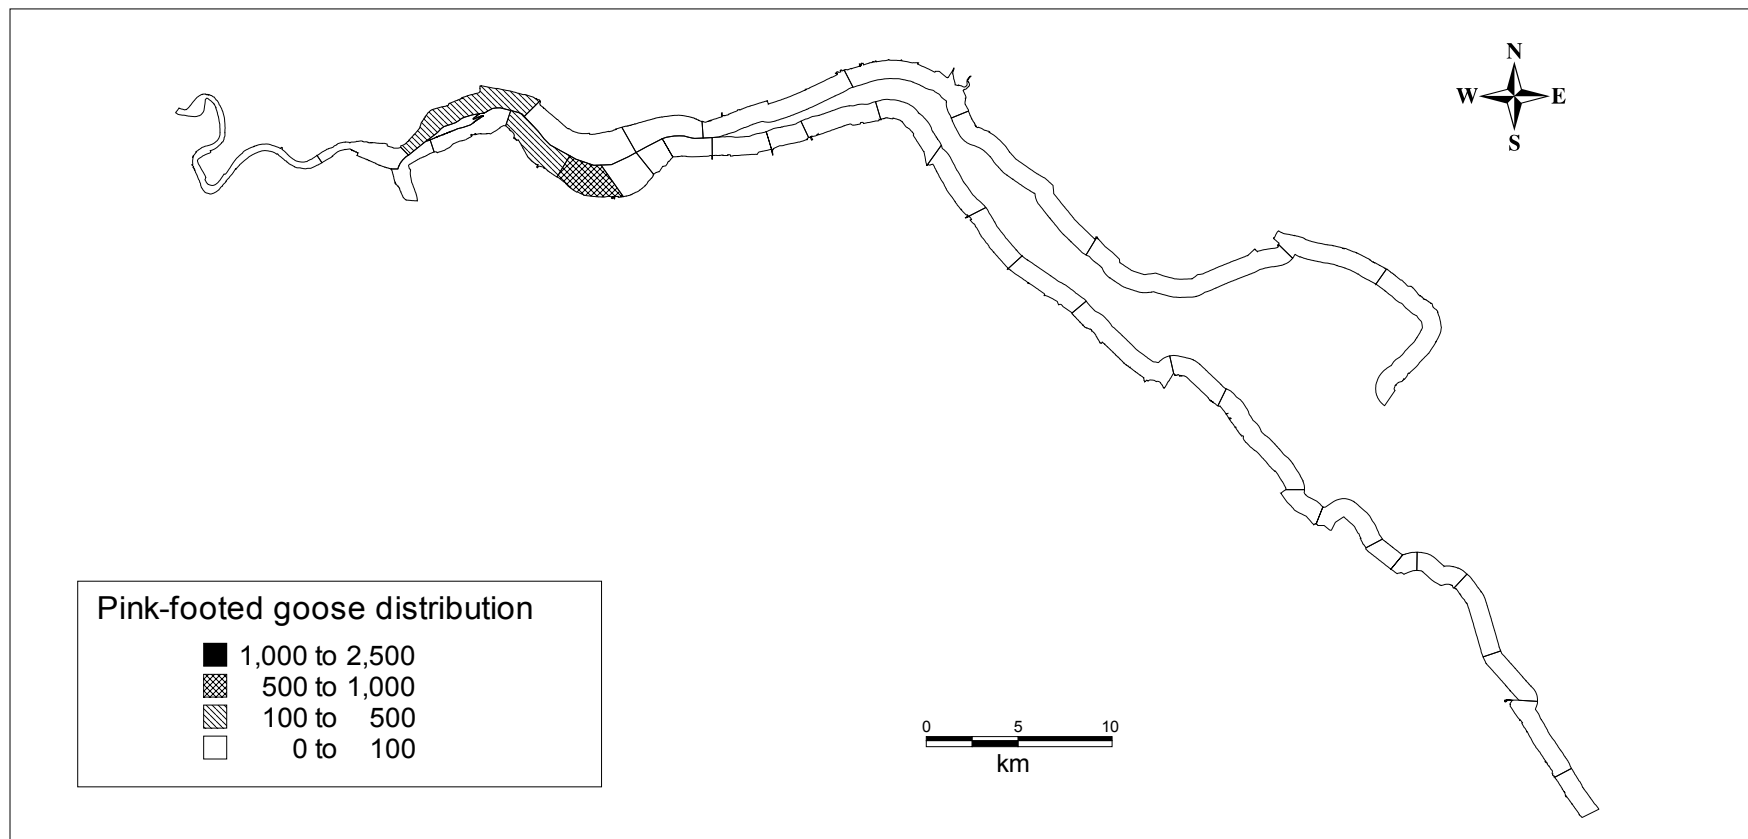 N
W E
S
Pink-footed goose distribution
1,000 to 2,500
500 to 1,000
100 to 500
0 to 100
0 5 10
km